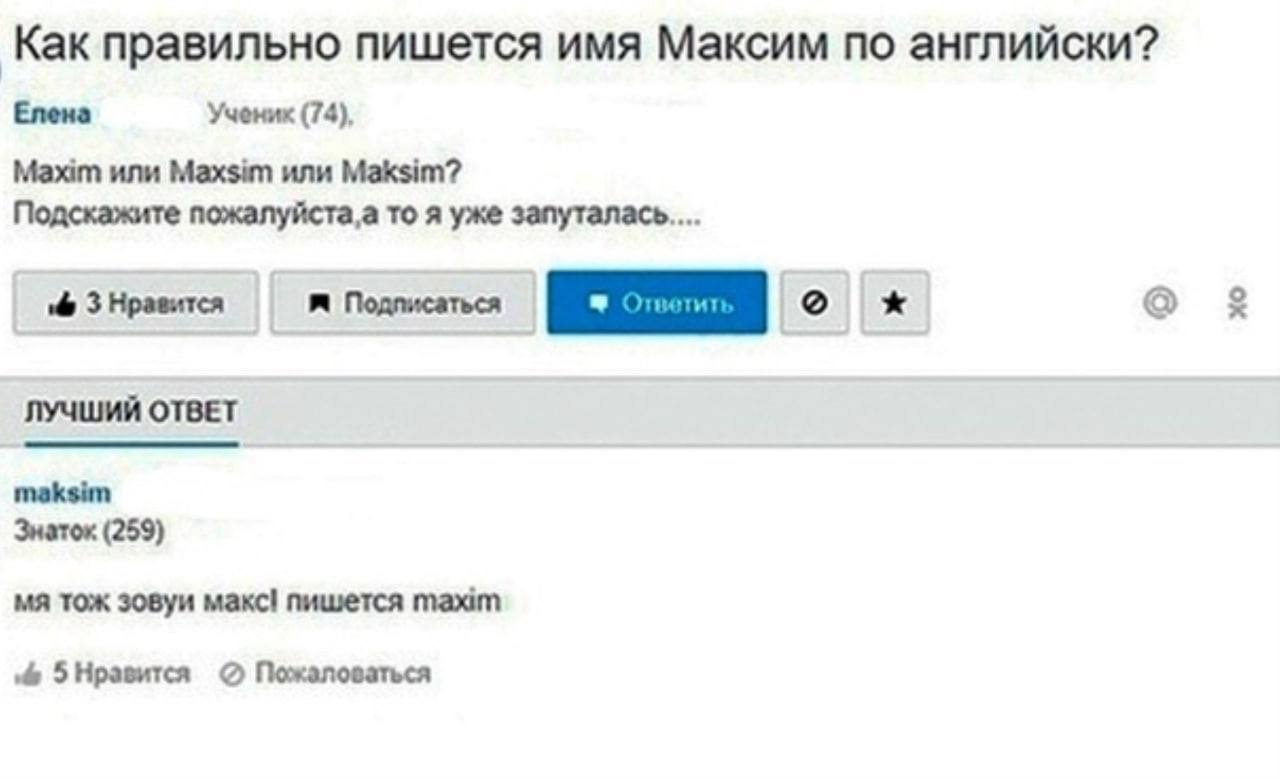 Как правильно пишется имя Максим по английски?
Елена Ученик (74),
Maxim или Maxsim или Maksim?
Подскажите пожалуйста,а то я уже запуталась....
3 Нравится Подписаться Ответить
ЛУЧШИЙ ОТВЕТ
maksim
Знаток (259)
мя тож зовуи макс! пишется maxim
5 Нравится Пожаловаться